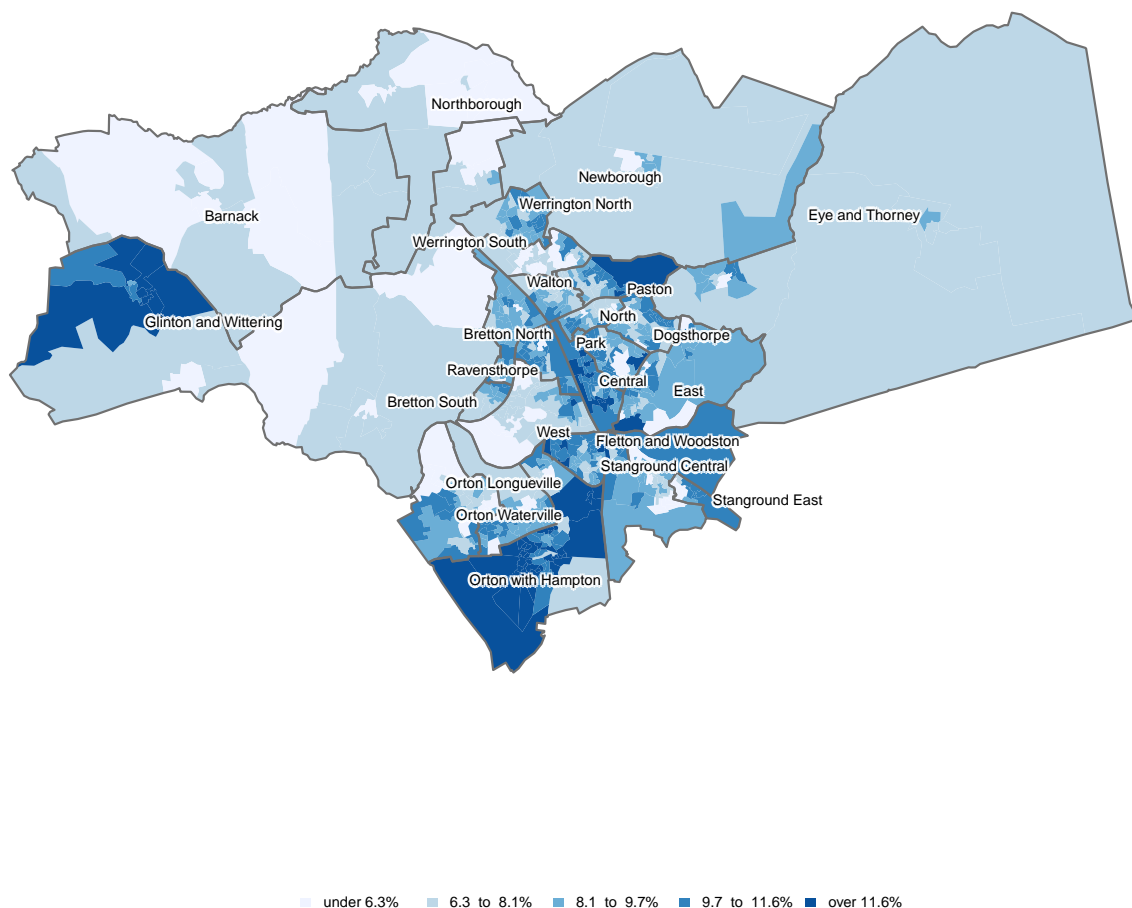 Northborough
Newborough
Werrington North
Eye and Thorney
Barnack
Werrington South
Walton
Paston
North
Glinton and Wittering
Bretton North
Dogsthorpe
Park
Ravensthorpe
Central
East
Bretton South
West
Fletton and Woodston
Stanground Central
Orton Longueville
Stanground East
Orton Waterville
Orton with Hampton
under 6.3% 6.3 to 8.1% 8.1 to 9.7% 9.7 to 11.6% over 11.6%